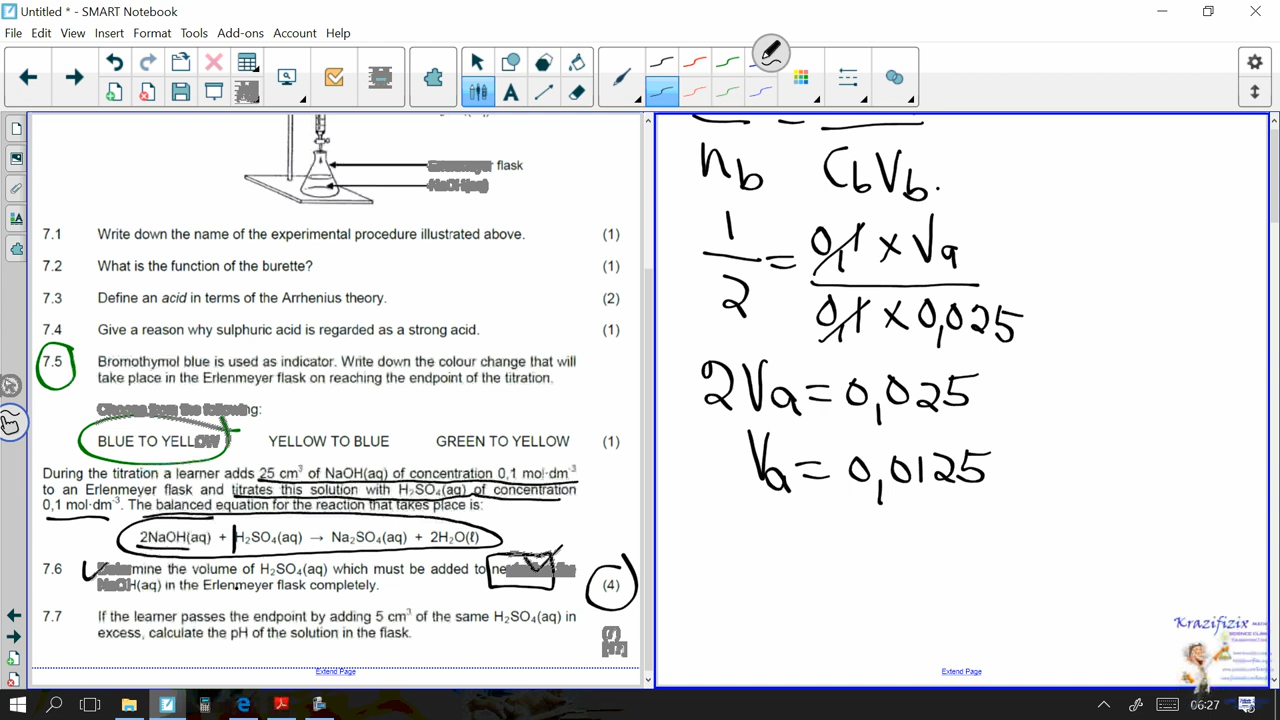 Untitled * - SMART Notebook
File Edit View Insert Format Tools Add-ons Account Help
flask
7.1 Write down the name of the experimental procedure illustrated above. (1)
7.2 What is the function of the burette? (1)
7.3 Define an acid in terms of the Arrhenius theory. (2)
7.4 Give a reason why sulphuric acid is regarded as a strong acid. (1)
7.5 Bromothymol blue is used as indicator. Write down the colour change that will
take place in the Erlenmeyer flask on reaching the endpoint of the titration.
Choose from the following:
BLUE TO YELLOW YELLOW TO BLUE GREEN TO YELLOW (1)
During the titration a learner adds 25 cm³ of NaOH(aq) of concentration 0,1 mol·dm⁻³
to an Erlenmeyer flask and titrates this solution with H₂SO₄(aq) of concentration
0,1 mol·dm⁻³. The balanced equation for the reaction that takes place is:
2NaOH(aq) + H₂SO₄(aq) → Na₂SO₄(aq) + 2H₂O(ℓ)
7.6 Determine the volume of H₂SO₄(aq) which must be added to
NaOH(aq) in the Erlenmeyer flask completely. (4)
7.7 If the learner passes the endpoint by adding 5 cm³ of the same H₂SO₄(aq) in
excess, calculate the pH of the solution in the flask.
Extend Page
=
nb CbVb.
1/2 = 0,1 × Va / 0,1 × 0,025
2Va = 0,025
Va = 0,0125
Krazifizix
Extend Page
06:27